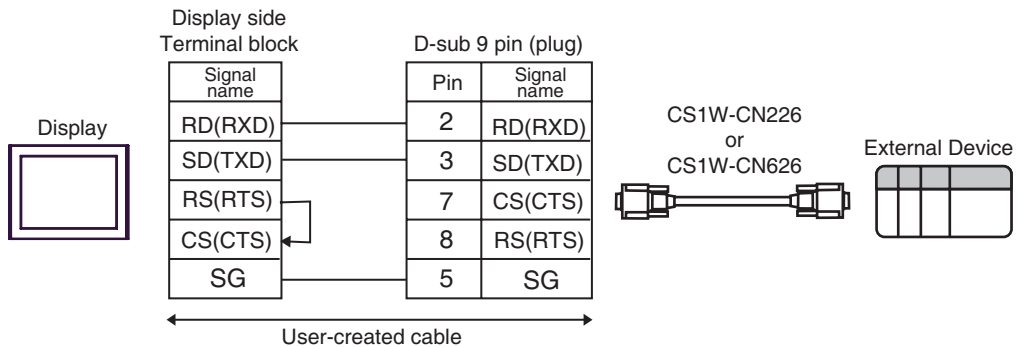 Display side
Terminal block
D-sub 9 pin (plug)
Signal
name
Pin
Signal
name
RD(RXD)
2
RD(RXD)
SD(TXD)
3
SD(TXD)
RS(RTS)
7
CS(CTS)
CS(CTS)
8
RS(RTS)
SG
5
SG
User-created cable
Display
CS1W-CN226
or
CS1W-CN626
External Device